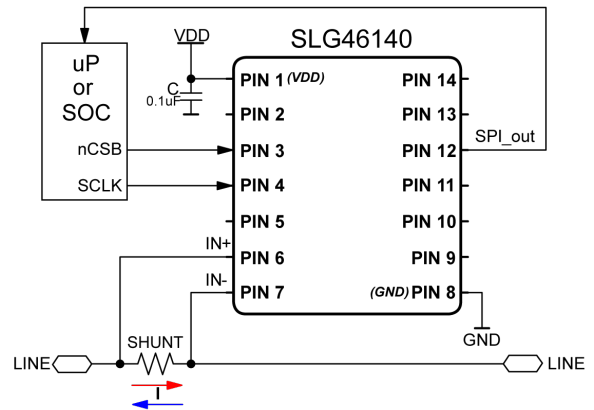 SLG46140
VDD
uP
or
SOC
nCSB
SCLK
C
0.1uF
PIN 1 (VDD)
PIN 2
PIN 3
PIN 4
PIN 5
IN+
PIN 6
IN-
PIN 7
PIN 14
PIN 13
SPI_out
PIN 12
PIN 11
PIN 10
PIN 9
(GND) PIN 8
GND
SHUNT
LINE
LINE
I